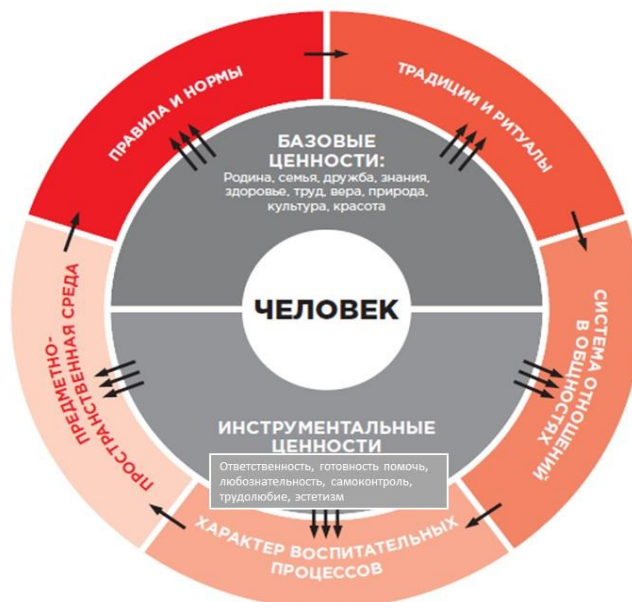 ПРАВИЛА И НОРМЫ
ТРАДИЦИИ И РИТУАЛЫ
БАЗОВЫЕ
ЦЕННОСТИ:
Родина, семья, дружба, знания,
здоровье, труд, вера, природа,
культура, красота
ЧЕЛОВЕК
СИСТЕМА ОТНОШЕНИЙ
В ОБЩНОСТЯХ
ПРЕДМЕТНО-
ПРОСТРАНСТВЕННАЯ СРЕДА
ИНСТРУМЕНТАЛЬНЫЕ
ЦЕННОСТИ
Ответственность, готовность помочь,
любознательность, самоконтроль,
трудолюбие, эстетизм
ХАРАКТЕР ВОСПИТАТЕЛЬНЫХ
ПРОЦЕССОВ